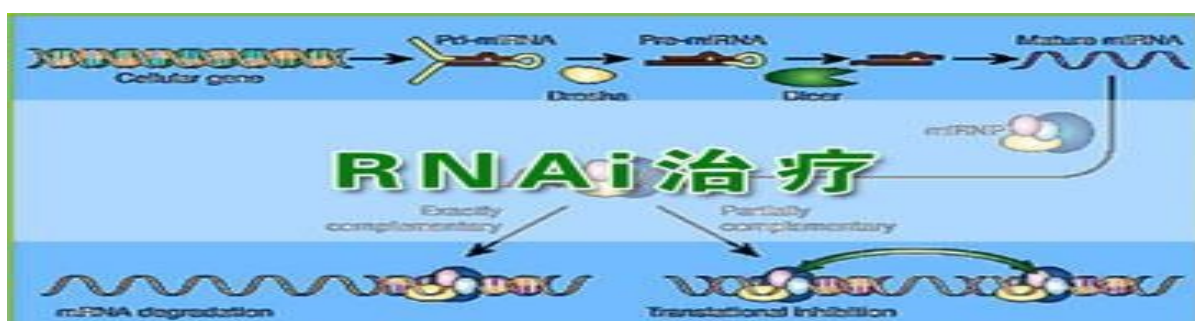 Pri-miRNA Pre-miRNA Mature miRNA
Cellular gene
Drosha Dicer
miRNP
RNAi治疗
Exactly Partially
complementary complementary
mRNA degradation Translational inhibition